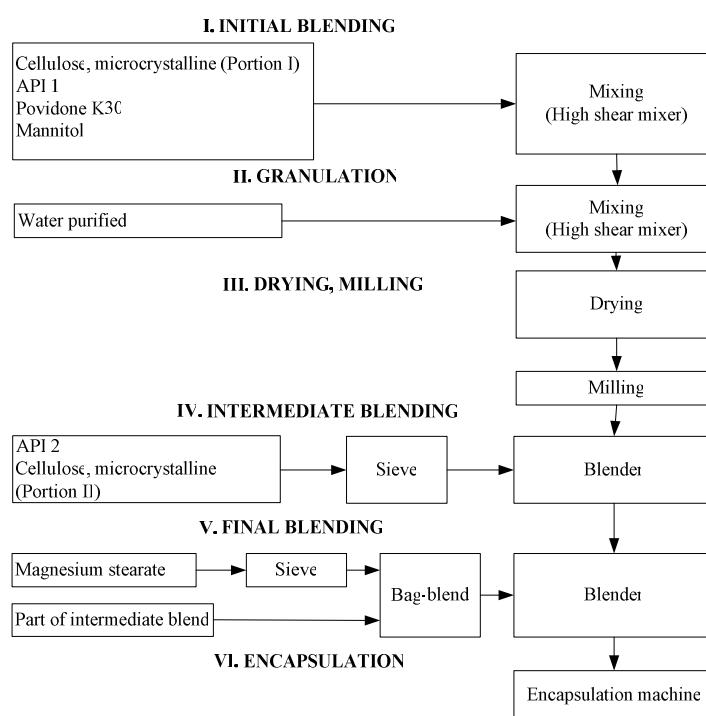 I. INITIAL BLENDING
Cellulose, microcrystalline (Portion I)
API 1
Povidone K30
Mannitol
Mixing
(High shear mixer)
II. GRANULATION
Water purified
Mixing
(High shear mixer)
III. DRYING, MILLING
Drying
Milling
IV. INTERMEDIATE BLENDING
API 2
Cellulose, microcrystalline
(Portion II)
Sieve
Blender
V. FINAL BLENDING
Magnesium stearate
Sieve
Part of intermediate blend
Bag-blend
Blender
VI. ENCAPSULATION
Encapsulation machine